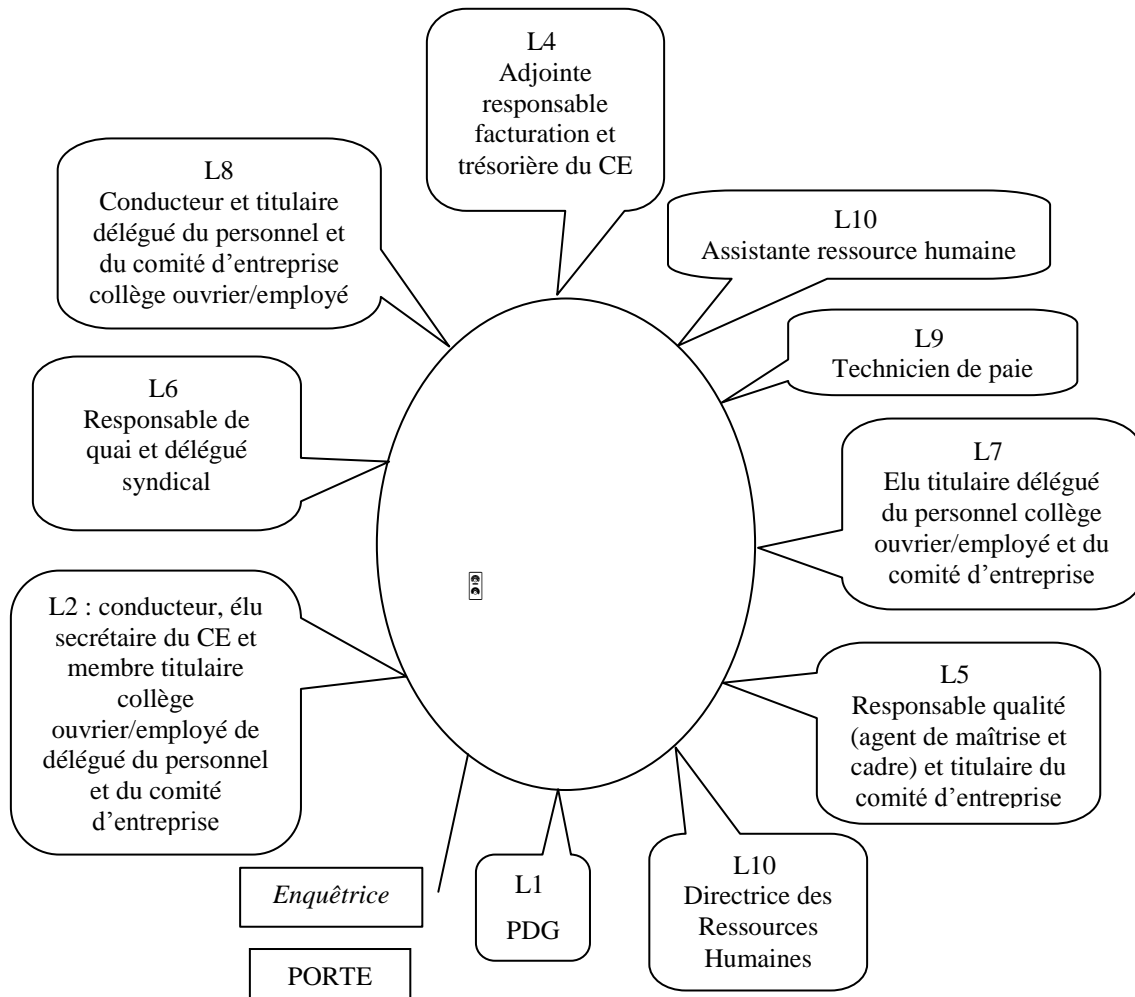 L4
Adjointe
responsable
facturation et
trésorière du CE
L8
Conducteur et titulaire
délégué du personnel et
du comité d’entreprise
collège ouvrier/employé
L10
Assistante ressource humaine
L9
Technicien de paie
L6
Responsable de
quai et délégué
syndical
L7
Elu titulaire délégué
du personnel collège
ouvrier/employé et du
comité d’entreprise
L2 : conducteur, élu
secrétaire du CE et
membre titulaire
collège
ouvrier/employé de
délégué du personnel
et du comité
d’entreprise
L5
Responsable qualité
(agent de maîtrise et
cadre) et titulaire du
comité d’entreprise
Enquêtrice
L1
PDG
L10
Directrice des
Ressources
Humaines
PORTE